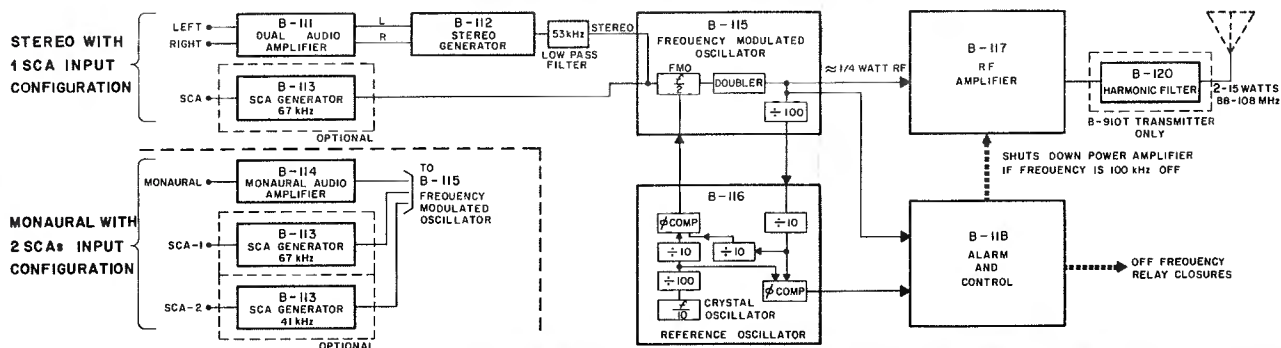 STEREO WITH
1 SCA INPUT
CONFIGURATION
LEFT
RIGHT
B-111
DUAL AUDIO
AMPLIFIER
L
R
B-112
STEREO
GENERATOR
53kHz
LOW PASS
FILTER
STEREO
SCA
B-113
SCA GENERATOR
67 kHz
OPTIONAL
B-115
FREQUENCY MODULATED
OSCILLATOR
FMO
f/2
DOUBLER
÷100
≈1/4 WATT RF
B-117
RF
AMPLIFIER
B-120
HARMONIC FILTER
B-910T TRANSMITTER
ONLY
2-15 WATTS
88-108 MHz
SHUTS DOWN POWER AMPLIFIER
IF FREQUENCY IS 100 kHz OFF
MONAURAL WITH
2 SCAs INPUT
CONFIGURATION
MONAURAL
B-114
MONAURAL AUDIO
AMPLIFIER
TO
B-115
FREQUENCY
MODULATED
OSCILLATOR
SCA-1
B-113
SCA GENERATOR
67 kHz
SCA-2
B-113
SCA GENERATOR
41 kHz
OPTIONAL
B-116
÷10
ø COMP
÷10
÷10
÷100
ø COMP
f/10
CRYSTAL
OSCILLATOR
REFERENCE OSCILLATOR
B-118
ALARM
AND
CONTROL
OFF FREQUENCY
RELAY CLOSURES